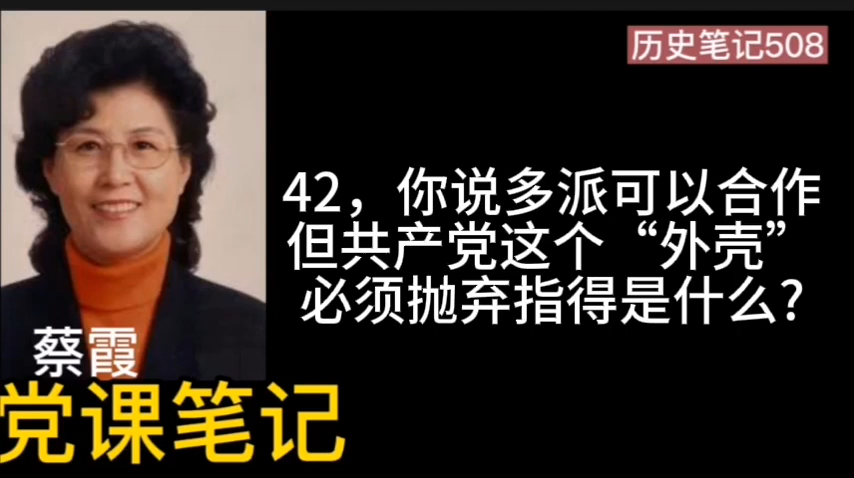 历史笔记508
42，你说多派可以合作
但共产党这个“外壳”
必须抛弃指得是什么?
蔡霞
党课笔记